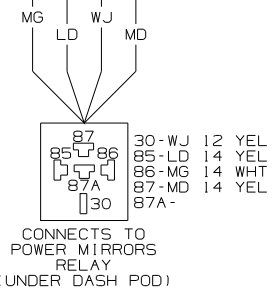 MG
WJ
LD
MD
87
85
86
87A
30
30-WJ 12 YEL
85-LD 14 YEL
86-MG 14 WHT
87-MD 14 YEL
87A-
CONNECTS TO
POWER MIRRORS
RELAY
(UNDER DASH POD)